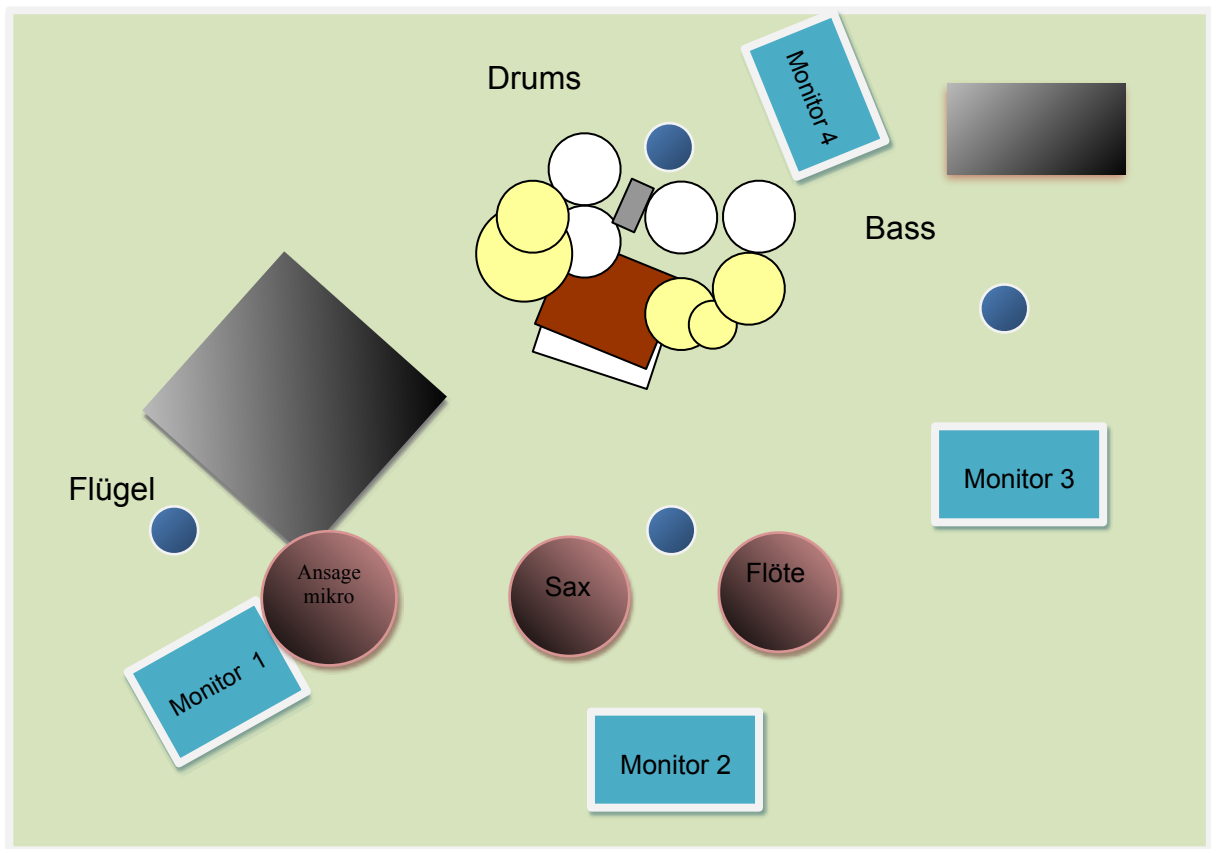 Drums
Monitor 4
Bass
Flügel
Monitor 3
Ansage
mikro
Sax
Flöte
Monitor 1
Monitor 2